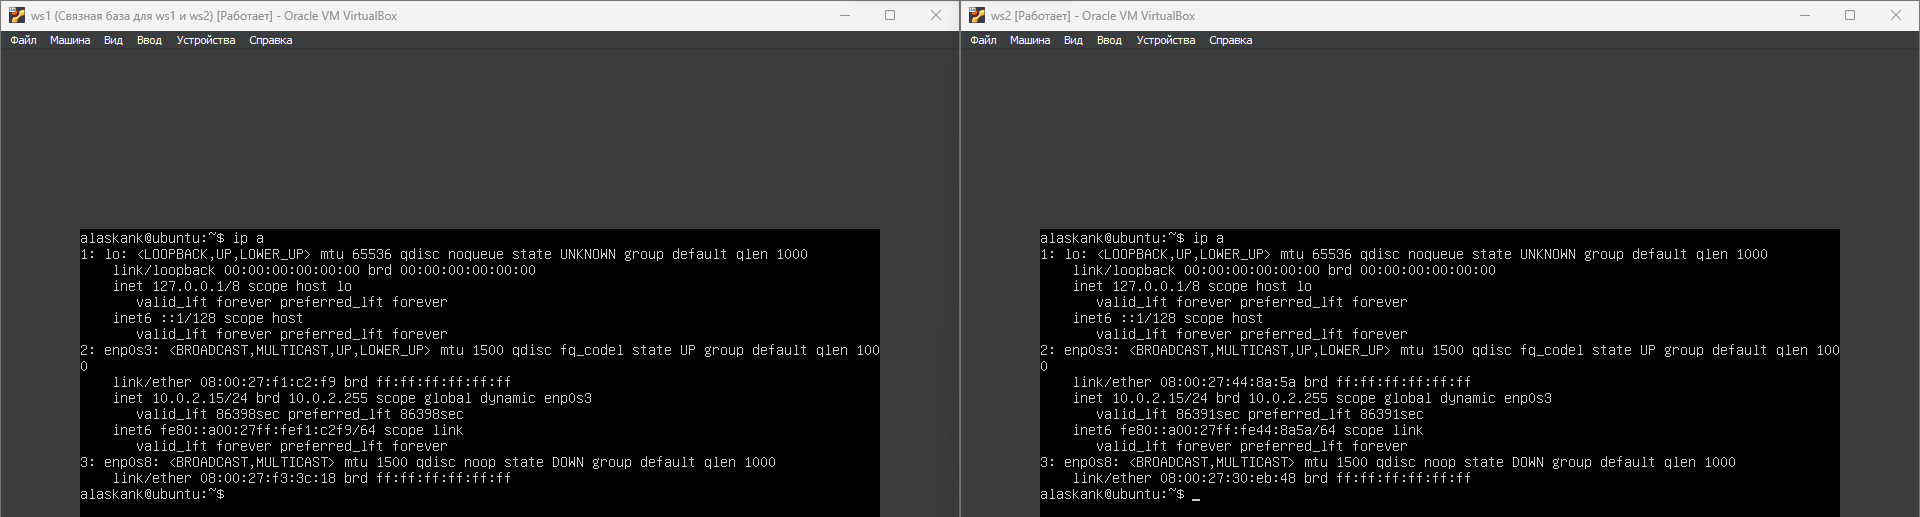 ws1 (Связная база для ws1 и ws2) [Работает] - Oracle VM VirtualBox
Файл Машина Вид Ввод Устройства Справка
alaskank@ubuntu:~$ ip a
1: lo: <LOOPBACK,UP,LOWER_UP> mtu 65536 qdisc noqueue state UNKNOWN group default qlen 1000
link/loopback 00:00:00:00:00:00 brd 00:00:00:00:00:00
inet 127.0.0.1/8 scope host lo
valid_lft forever preferred_lft forever
inet6 ::1/128 scope host
valid_lft forever preferred_lft forever
2: enp0s3: <BROADCAST,MULTICAST,UP,LOWER_UP> mtu 1500 qdisc fq_codel state UP group default qlen 100
0
link/ether 08:00:27:f1:c2:f9 brd ff:ff:ff:ff:ff:ff
inet 10.0.2.15/24 brd 10.0.2.255 scope global dynamic enp0s3
valid_lft 86398sec preferred_lft 86398sec
inet6 fe80::a00:27ff:fef1:c2f9/64 scope link
valid_lft forever preferred_lft forever
3: enp0s8: <BROADCAST,MULTICAST> mtu 1500 qdisc noop state DOWN group default qlen 1000
link/ether 08:00:27:f3:3c:18 brd ff:ff:ff:ff:ff:ff
alaskank@ubuntu:~$
ws2 [Работает] - Oracle VM VirtualBox
Файл Машина Вид Ввод Устройства Справка
alaskank@ubuntu:~$ ip a
1: lo: <LOOPBACK,UP,LOWER_UP> mtu 65536 qdisc noqueue state UNKNOWN group default qlen 1000
link/loopback 00:00:00:00:00:00 brd 00:00:00:00:00:00
inet 127.0.0.1/8 scope host lo
valid_lft forever preferred_lft forever
inet6 ::1/128 scope host
valid_lft forever preferred_lft forever
2: enp0s3: <BROADCAST,MULTICAST,UP,LOWER_UP> mtu 1500 qdisc fq_codel state UP group default qlen 100
0
link/ether 08:00:27:44:8a:5a brd ff:ff:ff:ff:ff:ff
inet 10.0.2.15/24 brd 10.0.2.255 scope global dynamic enp0s3
valid_lft 86391sec preferred_lft 86391sec
inet6 fe80::a00:27ff:fe44:8a5a/64 scope link
valid_lft forever preferred_lft forever
3: enp0s8: <BROADCAST,MULTICAST> mtu 1500 qdisc noop state DOWN group default qlen 1000
link/ether 08:00:27:30:eb:48 brd ff:ff:ff:ff:ff:ff
alaskank@ubuntu:~$ _